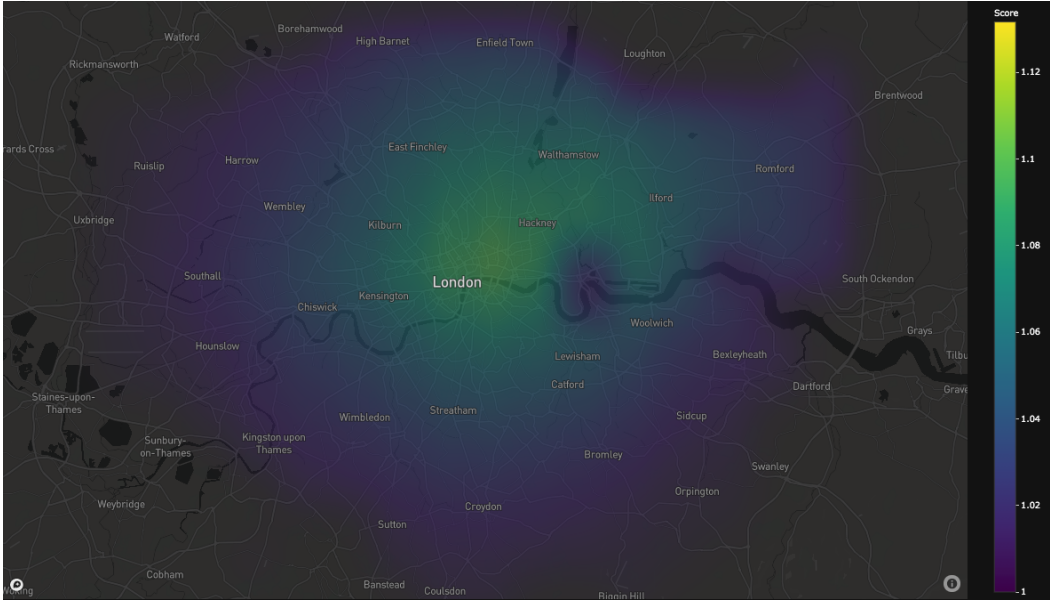 Score
Borehamwood
Watford
High Barnet
Enfield Town
Loughton
Rickmansworth
1.12
Brentwood
rards Cross
East Finchley
Walthamstow
1.1
Ruislip
Harrow
Romford
Wembley
Ilford
Uxbridge
Kilburn
Hackney
1.08
Southall
London
South Ockendon
Kensington
Chiswick
Woolwich
Grays
1.06
Hounslow
Lewisham
Bexleyheath
Tilbu
Catford
Dartford
Grave
Staines-upon-
Thames
Wimbledon
Streatham
Sidcup
1.04
Sunbury-
on-Thames
Kingston upon
Thames
Bromley
Swanley
Weybridge
Croydon
Orpington
1.02
Sutton
Cobham
Banstead
Coulsdon
Woking
Biggin Hill
1